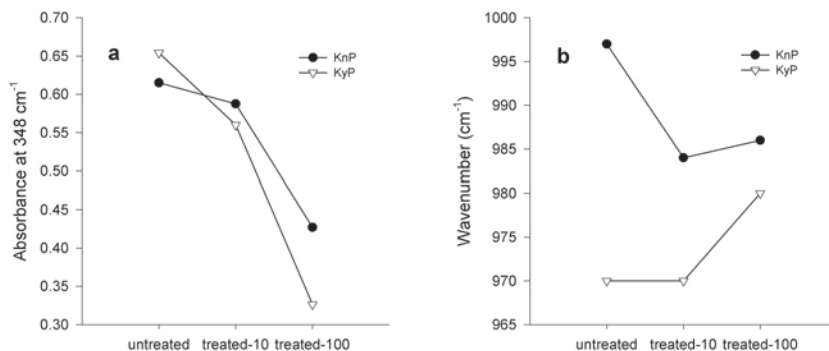 a
KnP
KyP
Absorbance at 348 cm⁻¹
0.70
0.65
0.60
0.55
0.50
0.45
0.40
0.35
0.30
untreated treated-10 treated-100
b
KnP
KyP
Wavenumber (cm⁻¹)
1000
995
990
985
980
975
970
965
untreated treated-10 treated-100